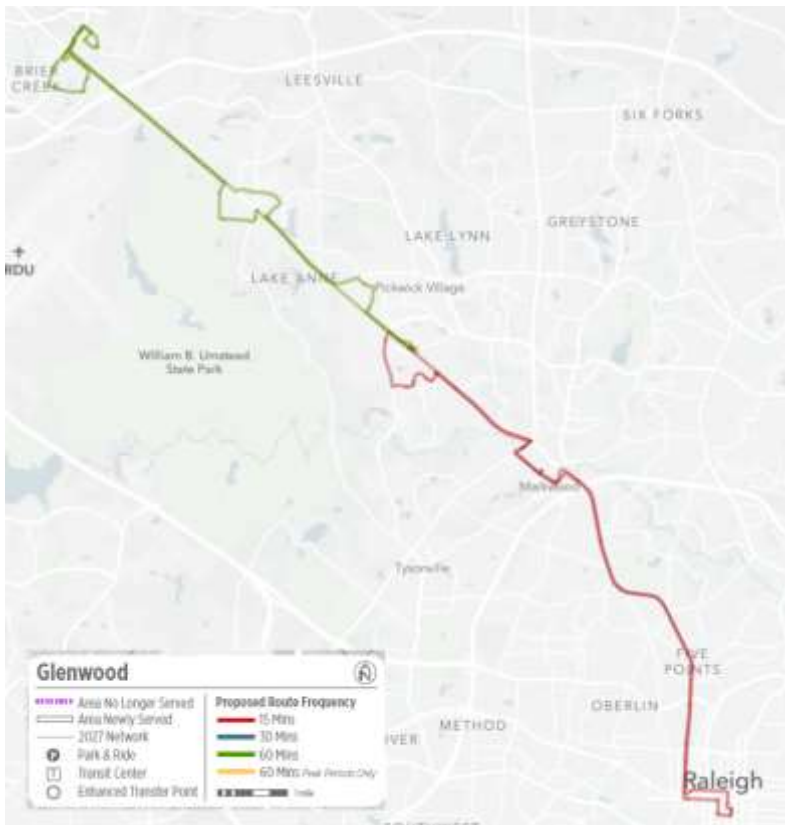 BRIER
CREEK
LEESVILLE
SIX FORKS
GREYSTONE
LAKE LYNN
RDU
LAKE ANNE
Pickwick Village
William B. Umstead
State Park
Tysonville
FIVE
POINTS
OBERLIN
METHOD
Raleigh
Glenwood
N
Area No Longer Served
Area Newly Served
2027 Network
P Park & Ride
T Transit Center
Enhanced Transfer Point
Proposed Route Frequency
15 Mins
30 Mins
60 Mins
60 Mins Peak Periods Only
1 mile